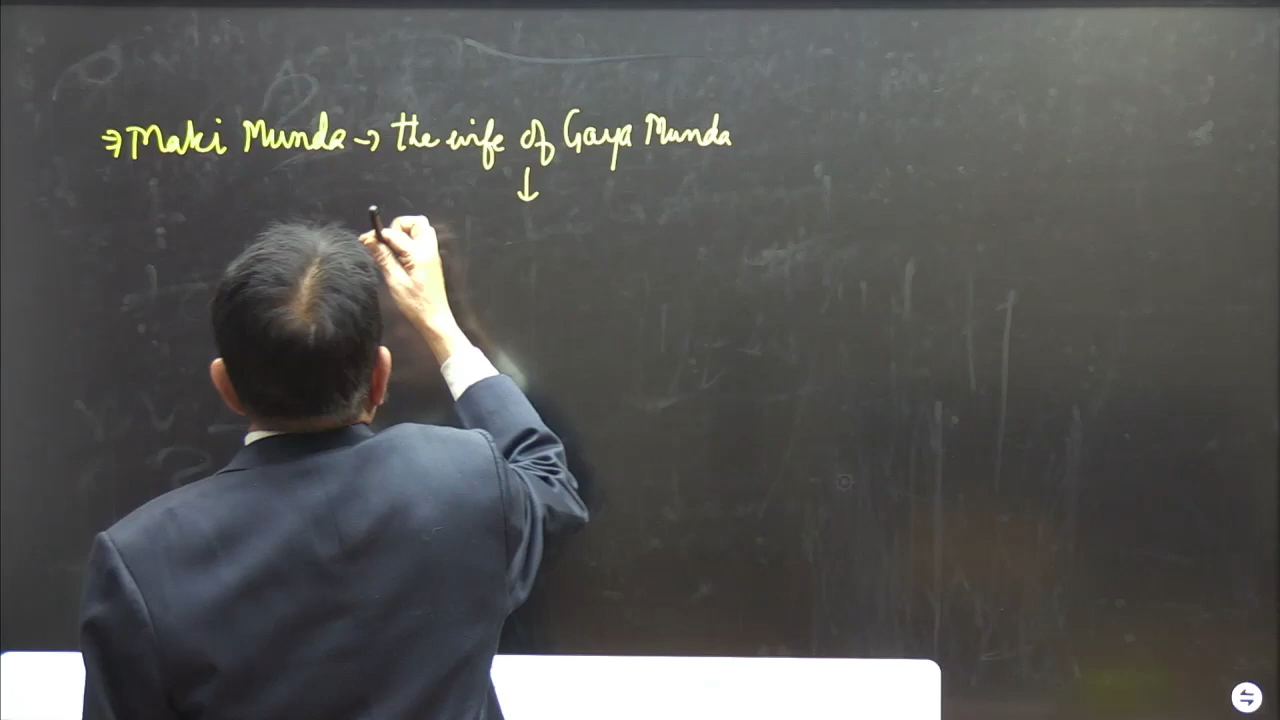 ⇒ Maki Munda → the wife of Gaya Munda
↓